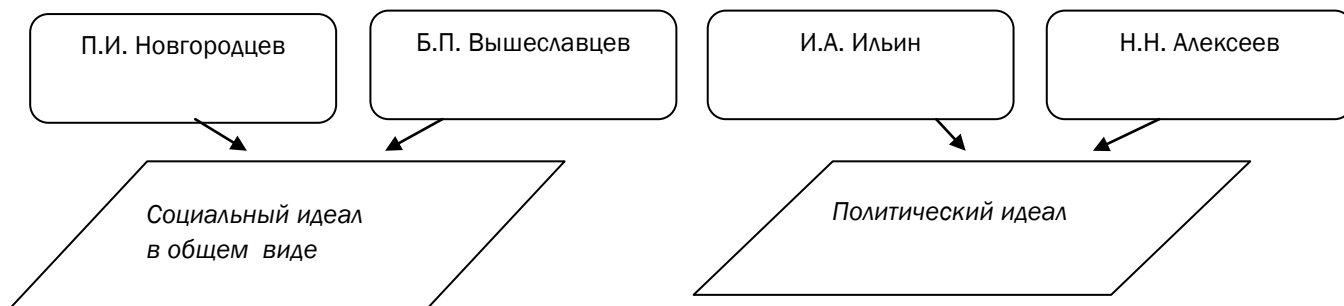 П.И. Новгородцев
Б.П. Вышеславцев
И.А. Ильин
Н.Н. Алексеев
Социальный идеал
в общем виде
Политический идеал